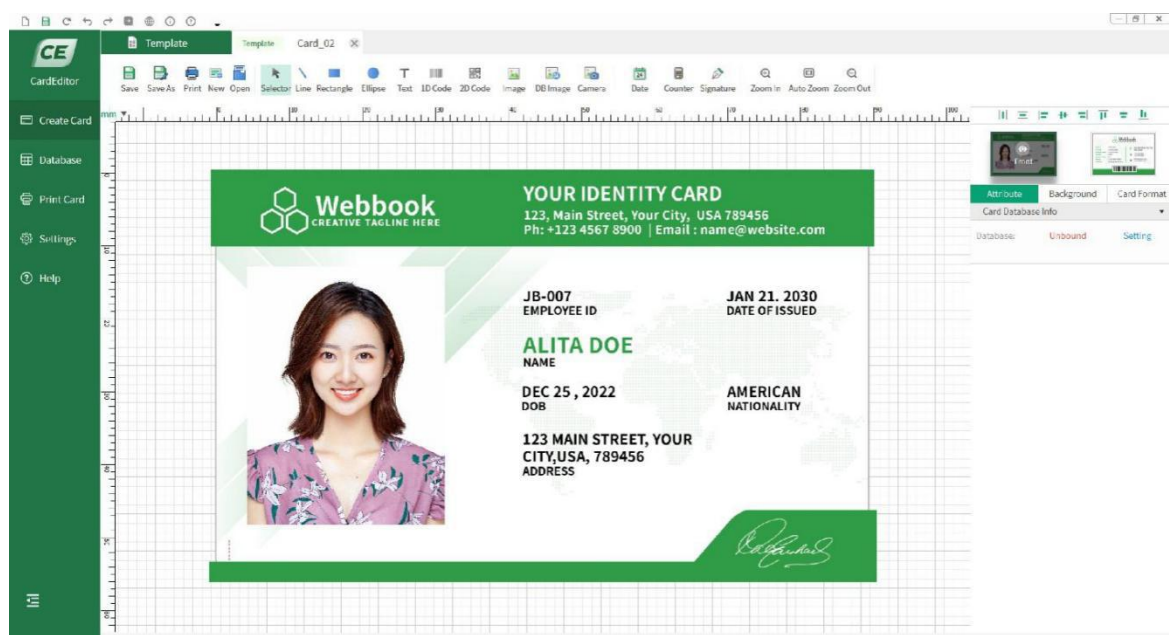 CE
CardEditor
Create Card
Database
Print Card
Settings
Help
Template
Template Card_02
Save Save As Print New Open Selector Line Rectangle Ellipse Text 1D Code 2D Code Image DB Image Camera Date Counter Signature Zoom In Auto Zoom Zoom Out
mm
Webbook
CREATIVE TAGLINE HERE
YOUR IDENTITY CARD
123, Main Street, Your City, USA 789456
Ph: +123 4567 8900 | Email : name@website.com
JB-007
EMPLOYEE ID
JAN 21. 2030
DATE OF ISSUED
ALITA DOE
NAME
DEC 25 , 2022
DOB
AMERICAN
NATIONALITY
123 MAIN STREET, YOUR
CITY,USA, 789456
ADDRESS
Front
Webbook
Attribute Background Card Format
Card Database Info
Database: Unbound Setting